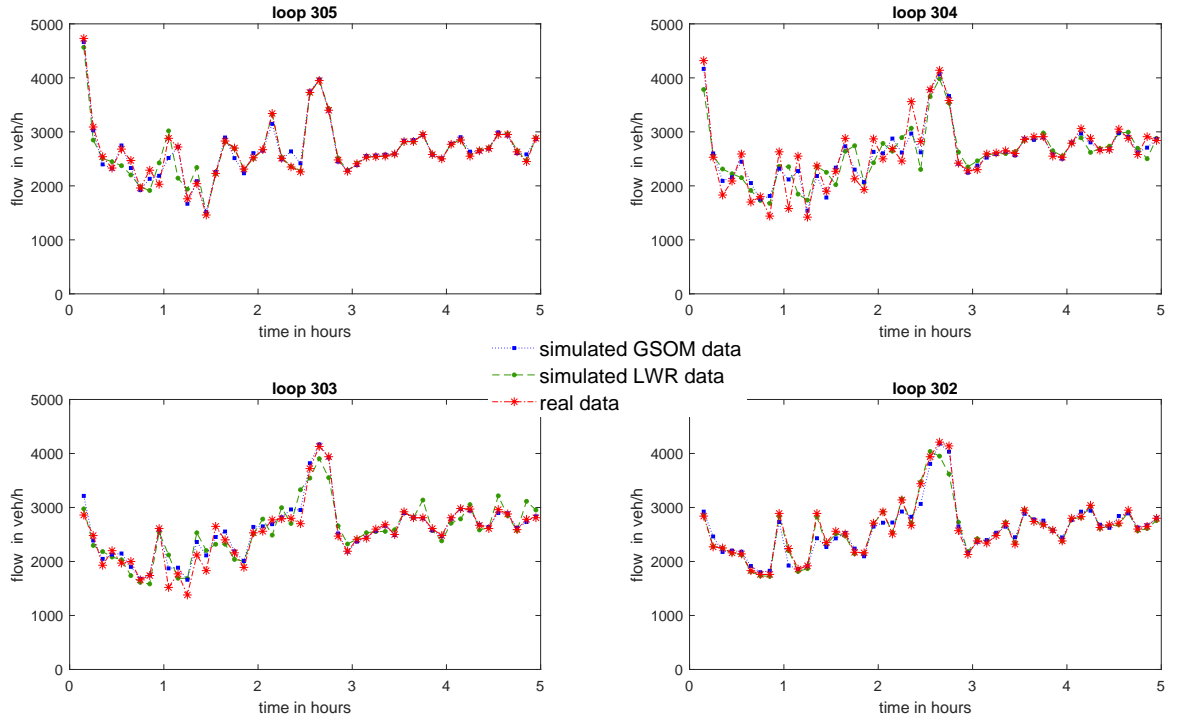 loop 305
flow in veh/h
5000
4000
3000
2000
1000
0
0 1 2 3 4 5
time in hours
loop 304
flow in veh/h
5000
4000
3000
2000
1000
0
0 1 2 3 4 5
time in hours
simulated GSOM data
simulated LWR data
real data
loop 303
flow in veh/h
5000
4000
3000
2000
1000
0
0 1 2 3 4 5
time in hours
loop 302
flow in veh/h
4000
3000
2000
1000
0
0 1 2 3 4 5
time in hours